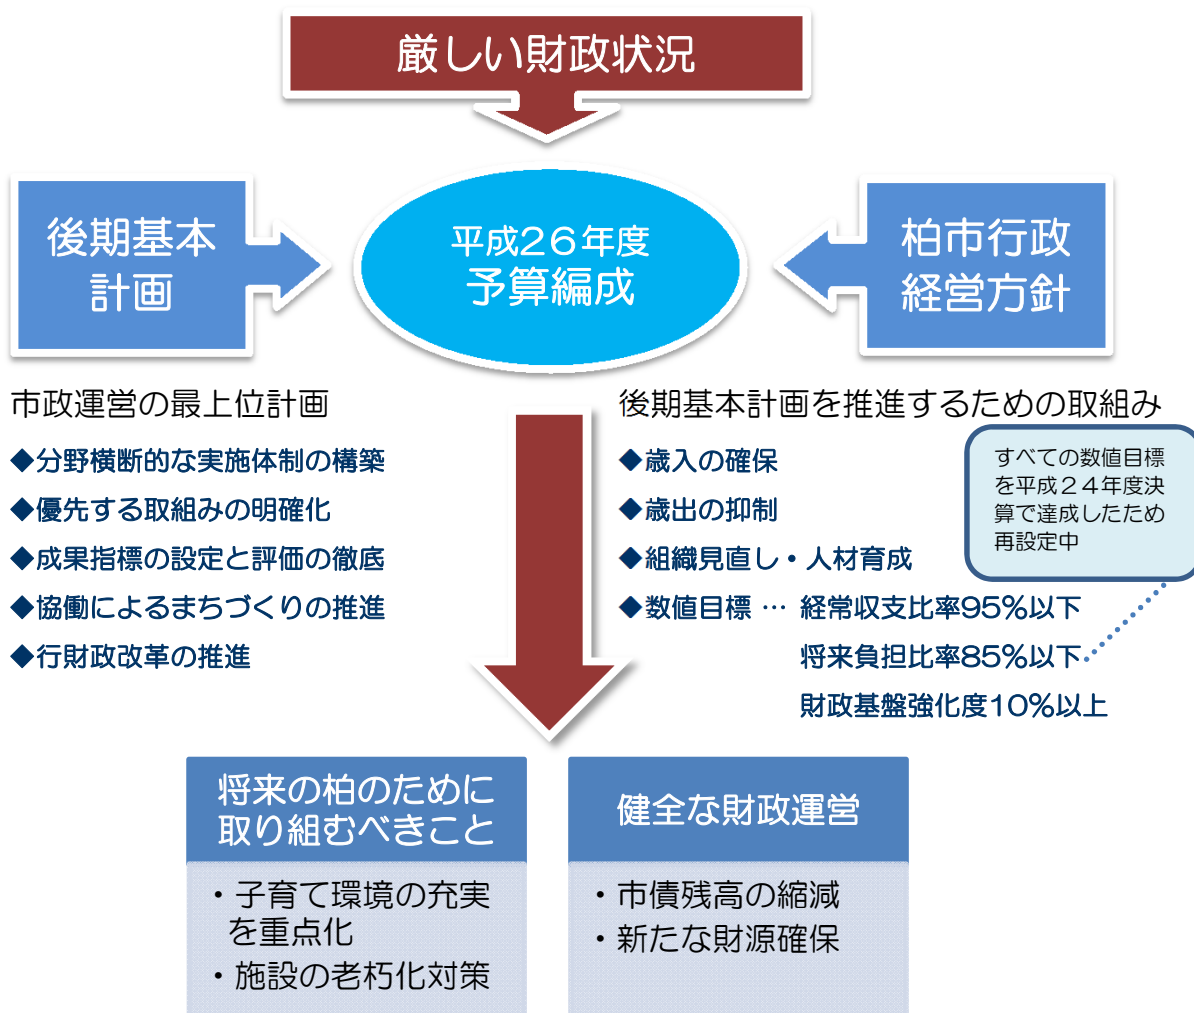 厳しい財政状況
後期基本
計画
平成26年度
予算編成
柏市行政
経営方針
市政運営の最上位計画
◆分野横断的な実施体制の構築
◆優先する取組みの明確化
◆成果指標の設定と評価の徹底
◆協働によるまちづくりの推進
◆行財政改革の推進
後期基本計画を推進するための取組み
◆歳入の確保
◆歳出の抑制
◆組織見直し・人材育成
◆数値目標 … 経常収支比率95%以下
将来負担比率85%以下
財政基盤強化度10%以上
すべての数値目標
を平成24年度決
算で達成したため
再設定中
将来の柏のために
取り組むべきこと
・子育て環境の充実
を重点化
・施設の老朽化対策
健全な財政運営
・市債残高の縮減
・新たな財源確保